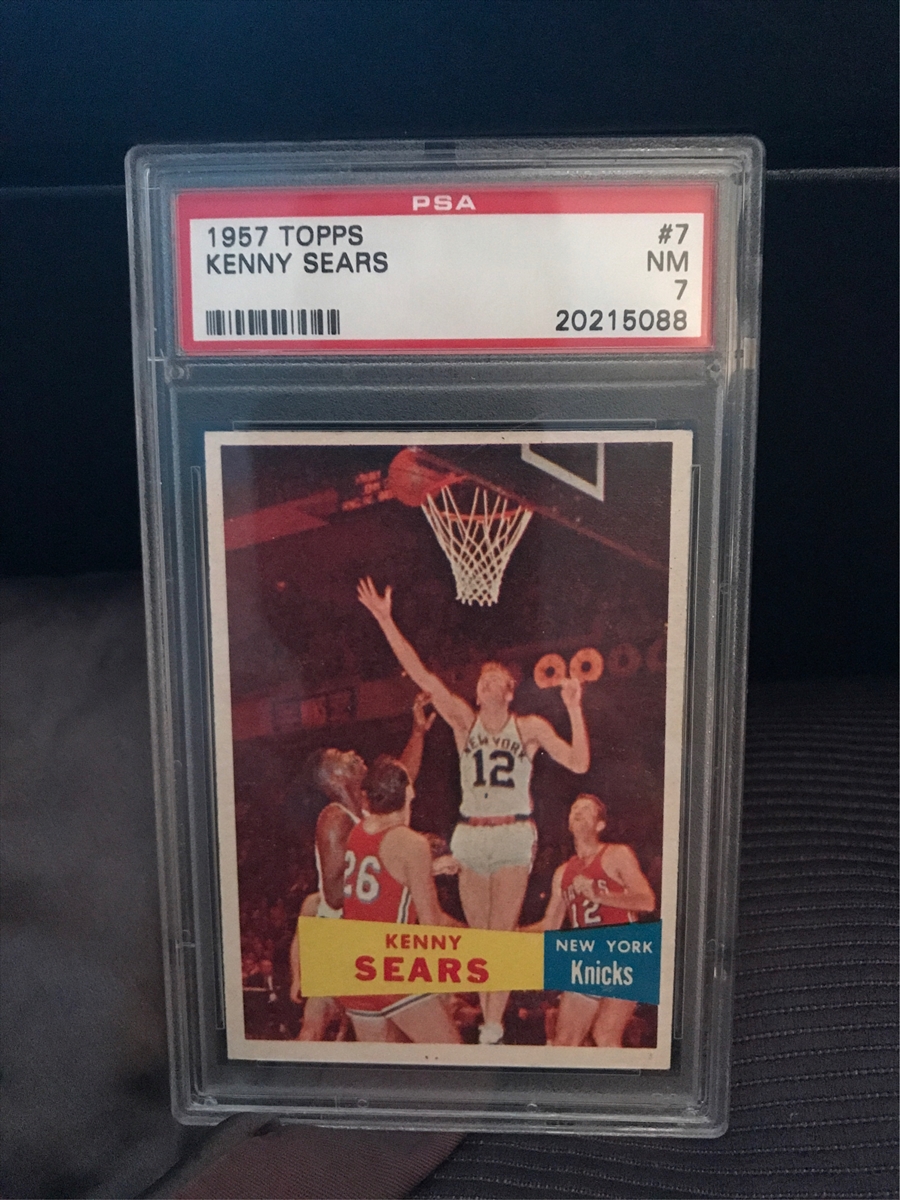 PSA
1957 TOPPS #7
KENNY SEARS NM
7
20215088
NEW YORK
12
26
12
KENNY
SEARS
NEW YORK
Knicks